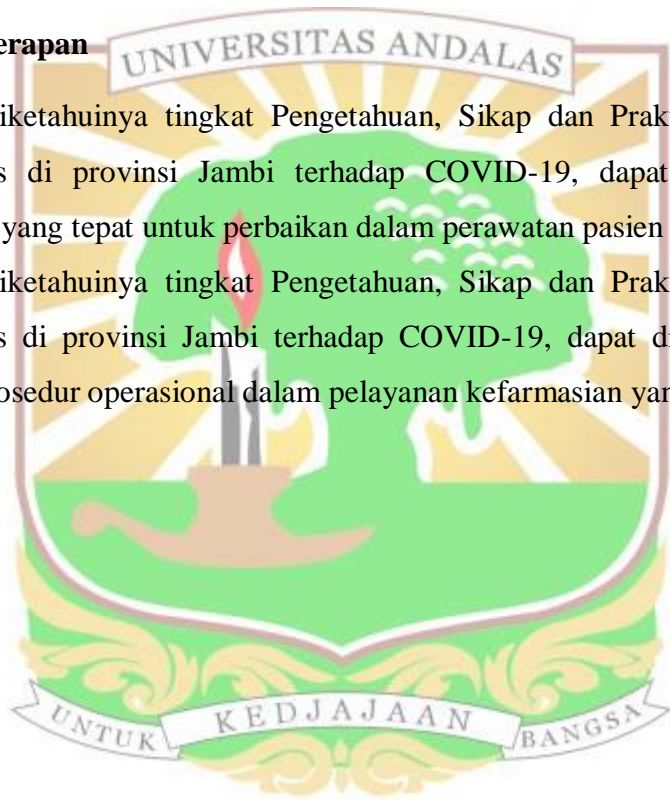 erapan
UNIVERSITAS ANDALAS
iketahuinya tingkat Pengetahuan, Sikap dan Prak
s di provinsi Jambi terhadap COVID-19, dapat
yang tepat untuk perbaikan dalam perawatan pasien
iketahuinya tingkat Pengetahuan, Sikap dan Prak
s di provinsi Jambi terhadap COVID-19, dapat di
osedur operasional dalam pelayanan kefarmasian yan
UNTUK KEDJAJAAN BANGSA